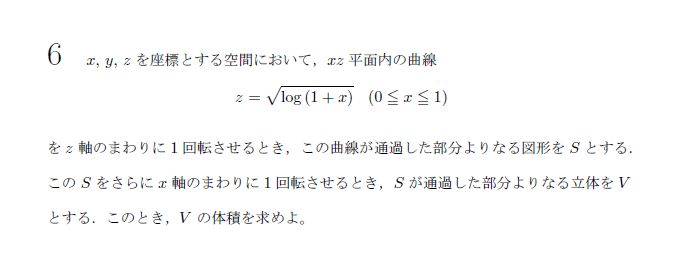 6 x, y, z を座標とする空間において，xz 平面内の曲線
z = √log (1 + x) (0 ≦ x ≦ 1)
を z 軸のまわりに 1 回転させるとき，この曲線が通過した部分よりなる図形を S とする．
この S をさらに x 軸のまわりに 1 回転させるとき，S が通過した部分よりなる立体を V
とする．このとき，V の体積を求めよ。